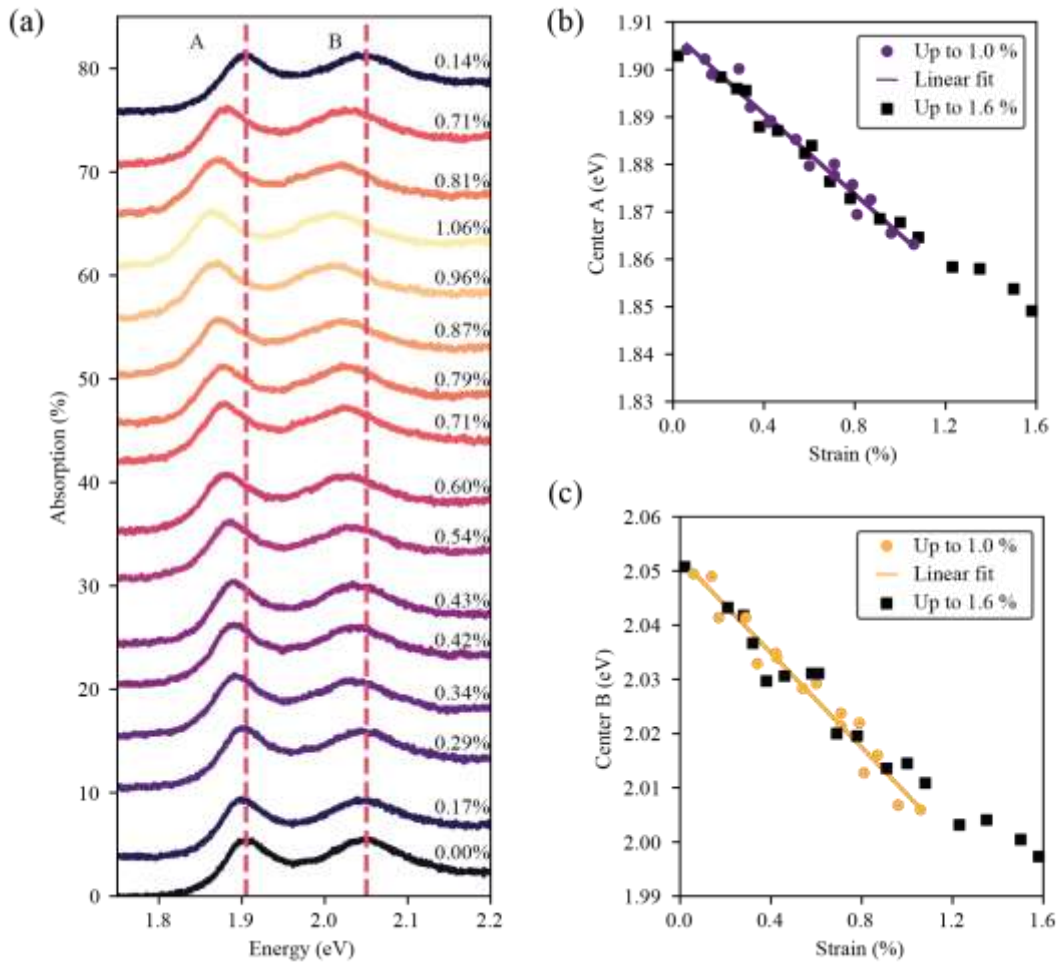 (a)
A
B
0.14%
0.71%
0.81%
1.06%
0.96%
0.87%
0.79%
0.71%
0.60%
0.54%
0.43%
0.42%
0.34%
0.29%
0.17%
0.00%
80
70
60
50
40
30
20
10
0
Absorption (%)
1.8 1.9 2.0 2.1 2.2
Energy (eV)
(b)
1.91
1.90
1.89
1.88
1.87
1.86
1.85
1.84
1.83
Center A (eV)
Up to 1.0 %
Linear fit
Up to 1.6 %
0.0 0.4 0.8 1.2 1.6
Strain (%)
(c)
2.06
2.05
2.04
2.03
2.02
2.01
2.00
1.99
Center B (eV)
Up to 1.0 %
Linear fit
Up to 1.6 %
0.0 0.4 0.8 1.2 1.6
Strain (%)